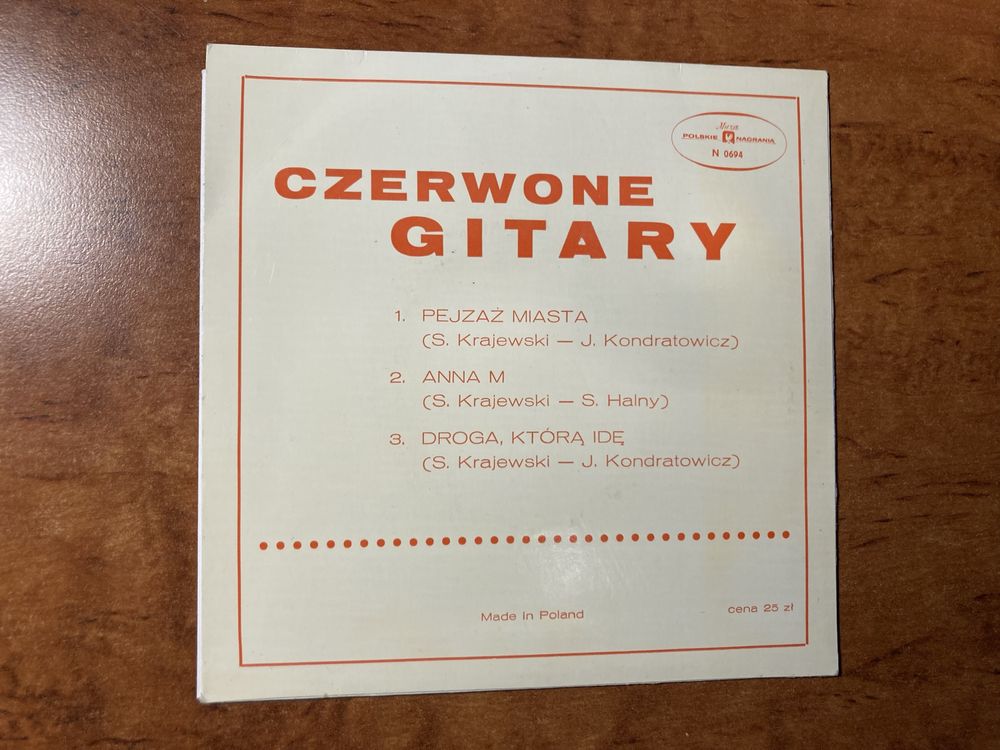 Muza
POLSKIE NAGRANIA
N 0694
CZERWONE
GITARY
1. PEJZAŻ MIASTA
(S. Krajewski — J. Kondratowicz)
2. ANNA M
(S. Krajewski — S. Halny)
3. DROGA, KTÓRĄ IDĘ
(S. Krajewski — J. Kondratowicz)
Made in Poland
cena 25 zł